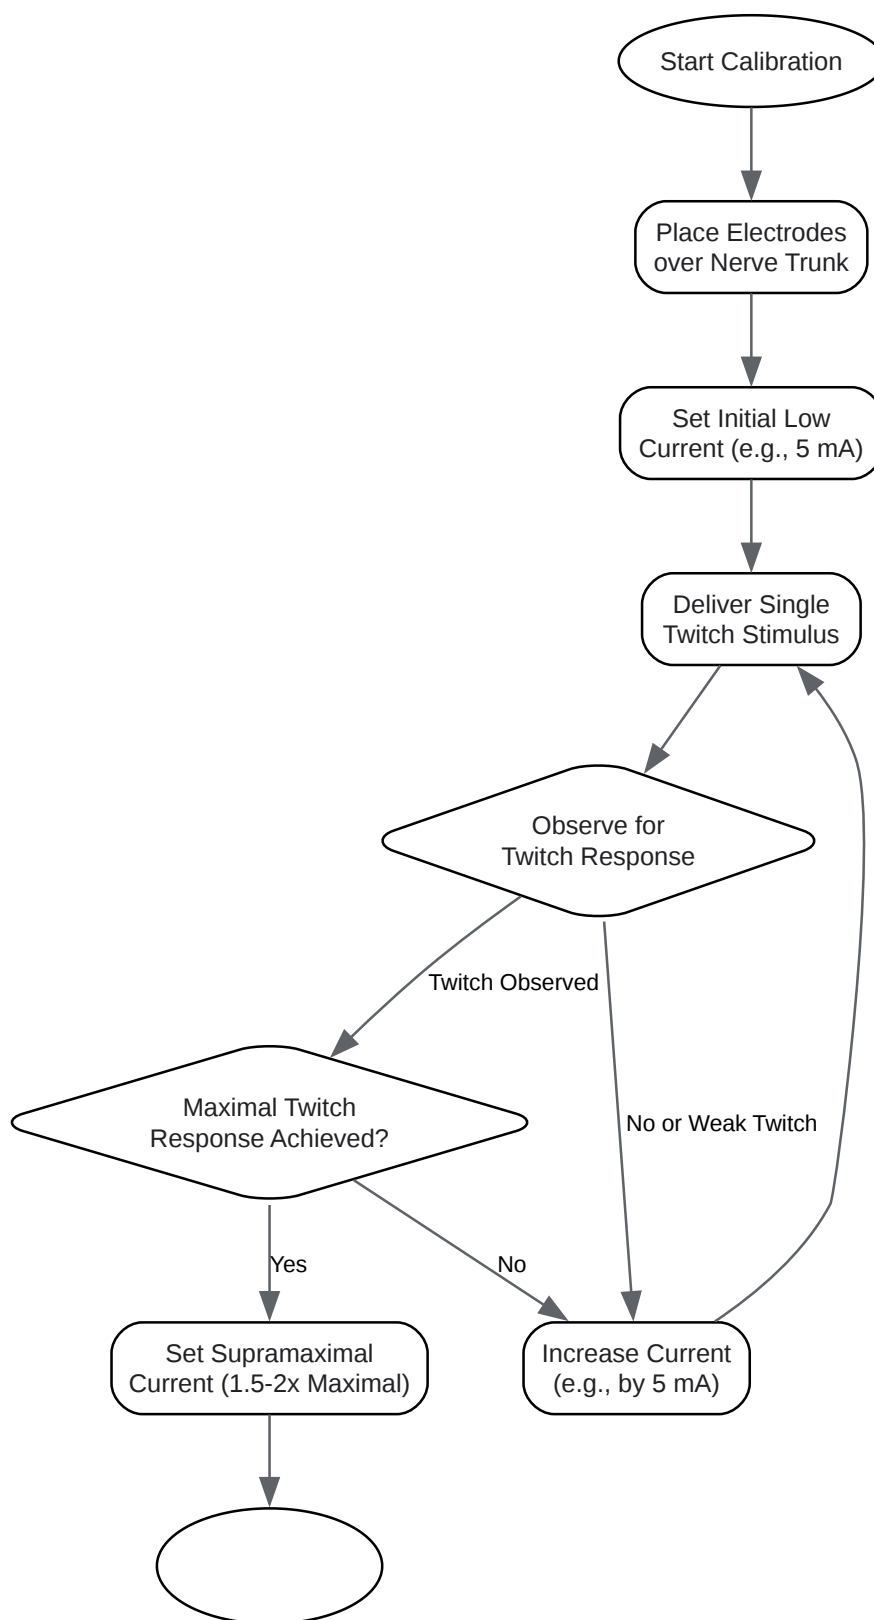 Start Calibration
Place Electrodes
over Nerve Trunk
Set Initial Low
Current (e.g., 5 mA)
Deliver Single
Twitch Stimulus
Observe for
Twitch Response
Twitch Observed
Maximal Twitch
Response Achieved?
No or Weak Twitch
Yes
No
Set Supramaximal
Current (1.5-2x Maximal)
Increase Current
(e.g., by 5 mA)